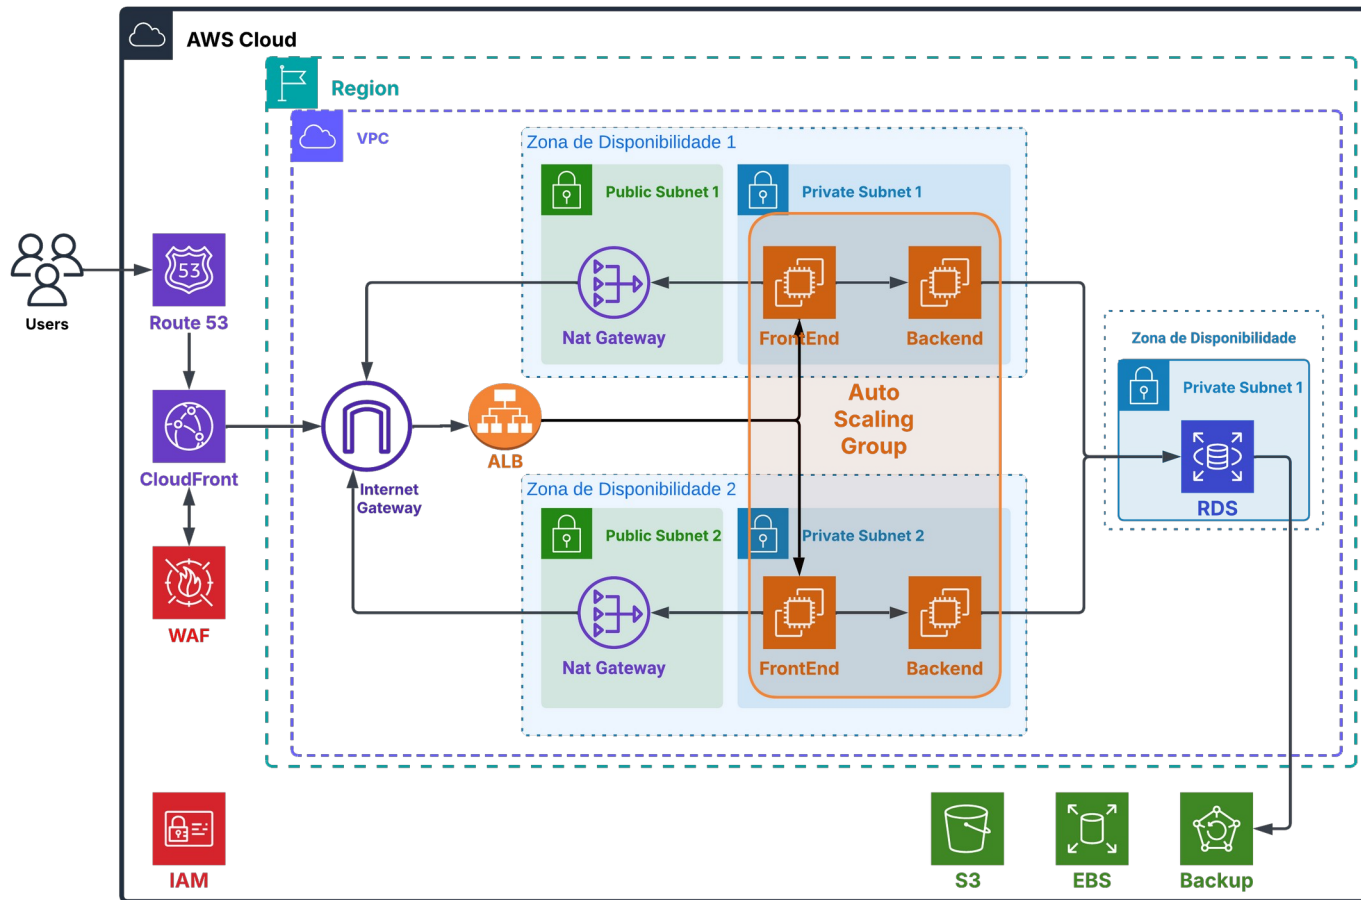 AWS Cloud
Region
VPC
Zona de Disponibilidade 1
Public Subnet 1
Private Subnet 1
53
Users
Route 53
Nat Gateway
FrontEnd
Backend
Zona de Disponibilidade
Private Subnet 1
RDS
Auto
Scaling
Group
CloudFront
Internet
Gateway
ALB
Zona de Disponibilidade 2
Public Subnet 2
Private Subnet 2
WAF
Nat Gateway
FrontEnd
Backend
IAM
S3
EBS
Backup